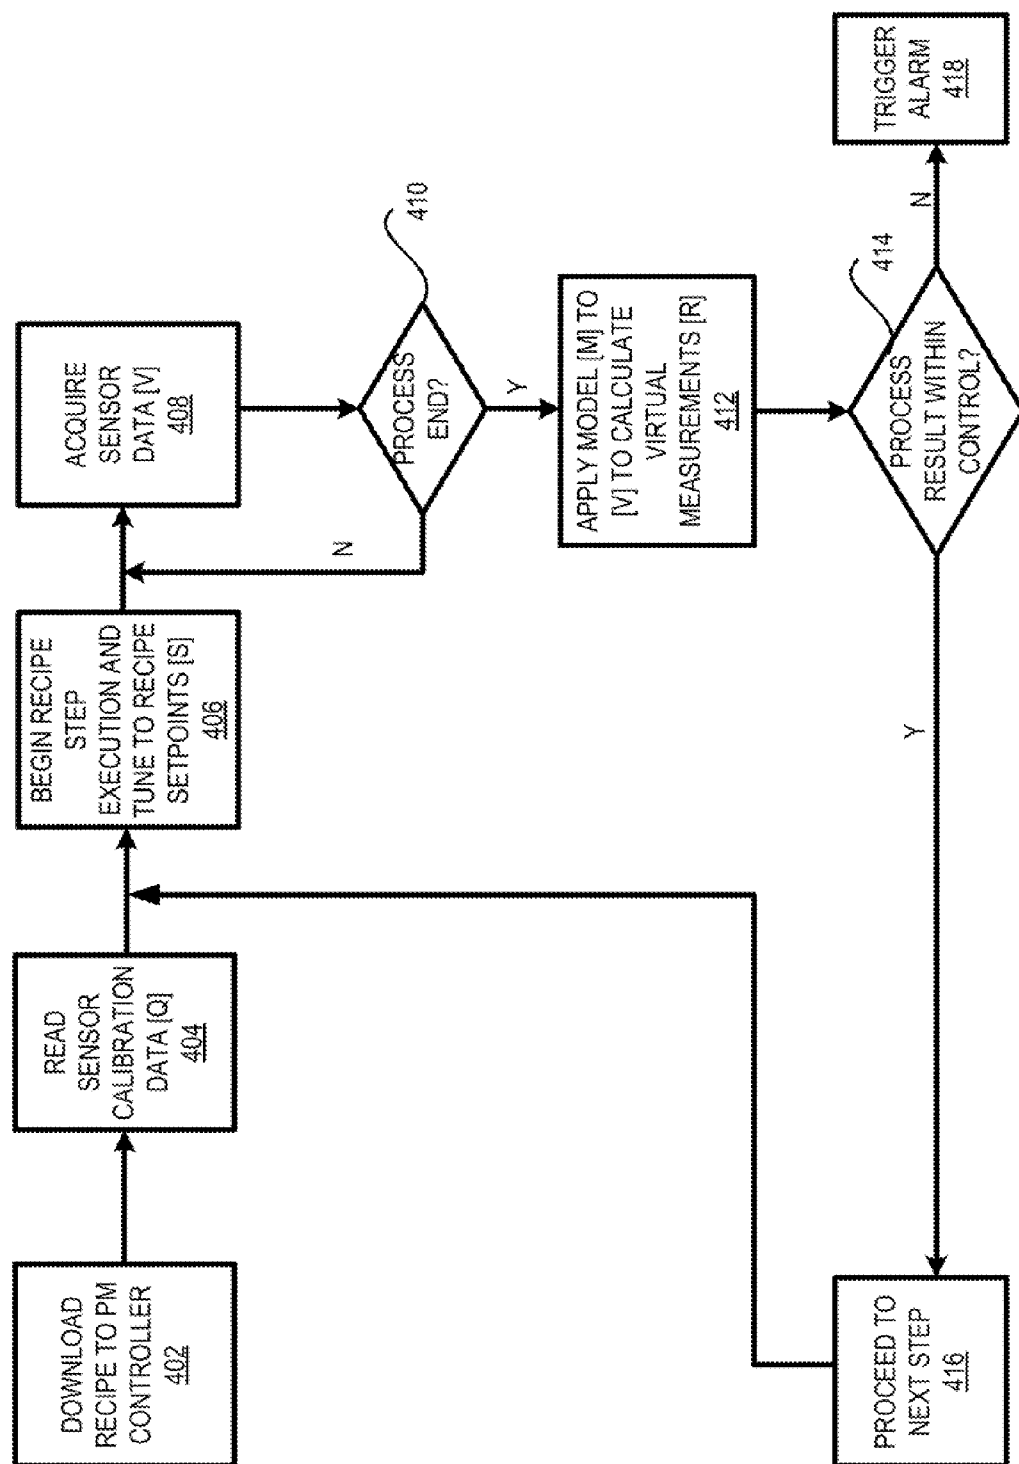 DOWNLOAD
RECIPE TO PM
CONTROLLER
402
READ
SENSOR
CALIBRATION
DATA [Q]
404
BEGIN RECIPE
STEP
EXECUTION AND
TUNE TO RECIPE
SETPOINTS [S]
406
ACQUIRE
SENSOR
DATA [V]
408
N
PROCESS
END?
410
Y
APPLY MODEL [M] TO
[V] TO CALCULATE
VIRTUAL
MEASUREMENTS [R]
412
PROCESS
RESULT WITHIN
CONTROL?
414
Y
N
PROCEED TO
NEXT STEP
416
TRIGGER
ALARM
418